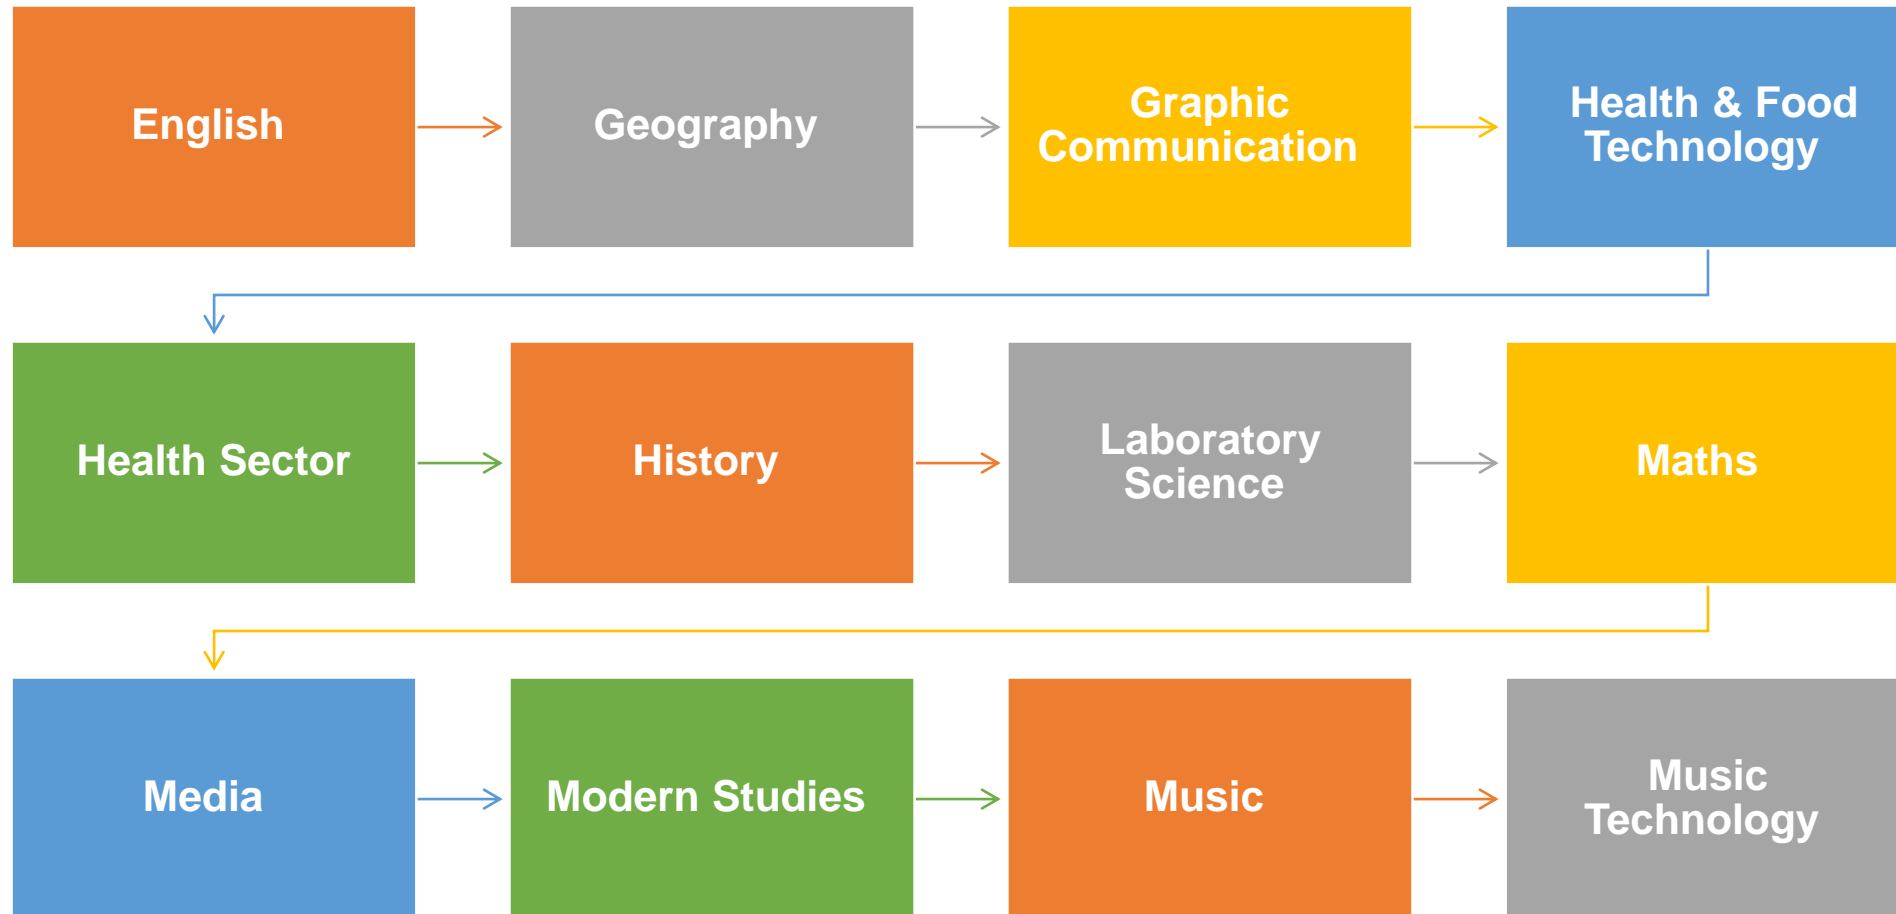 English
Geography
Graphic
Communication
Health & Food
Technology
Health Sector
History
Laboratory
Science
Maths
Media
Modern Studies
Music
Music
Technology